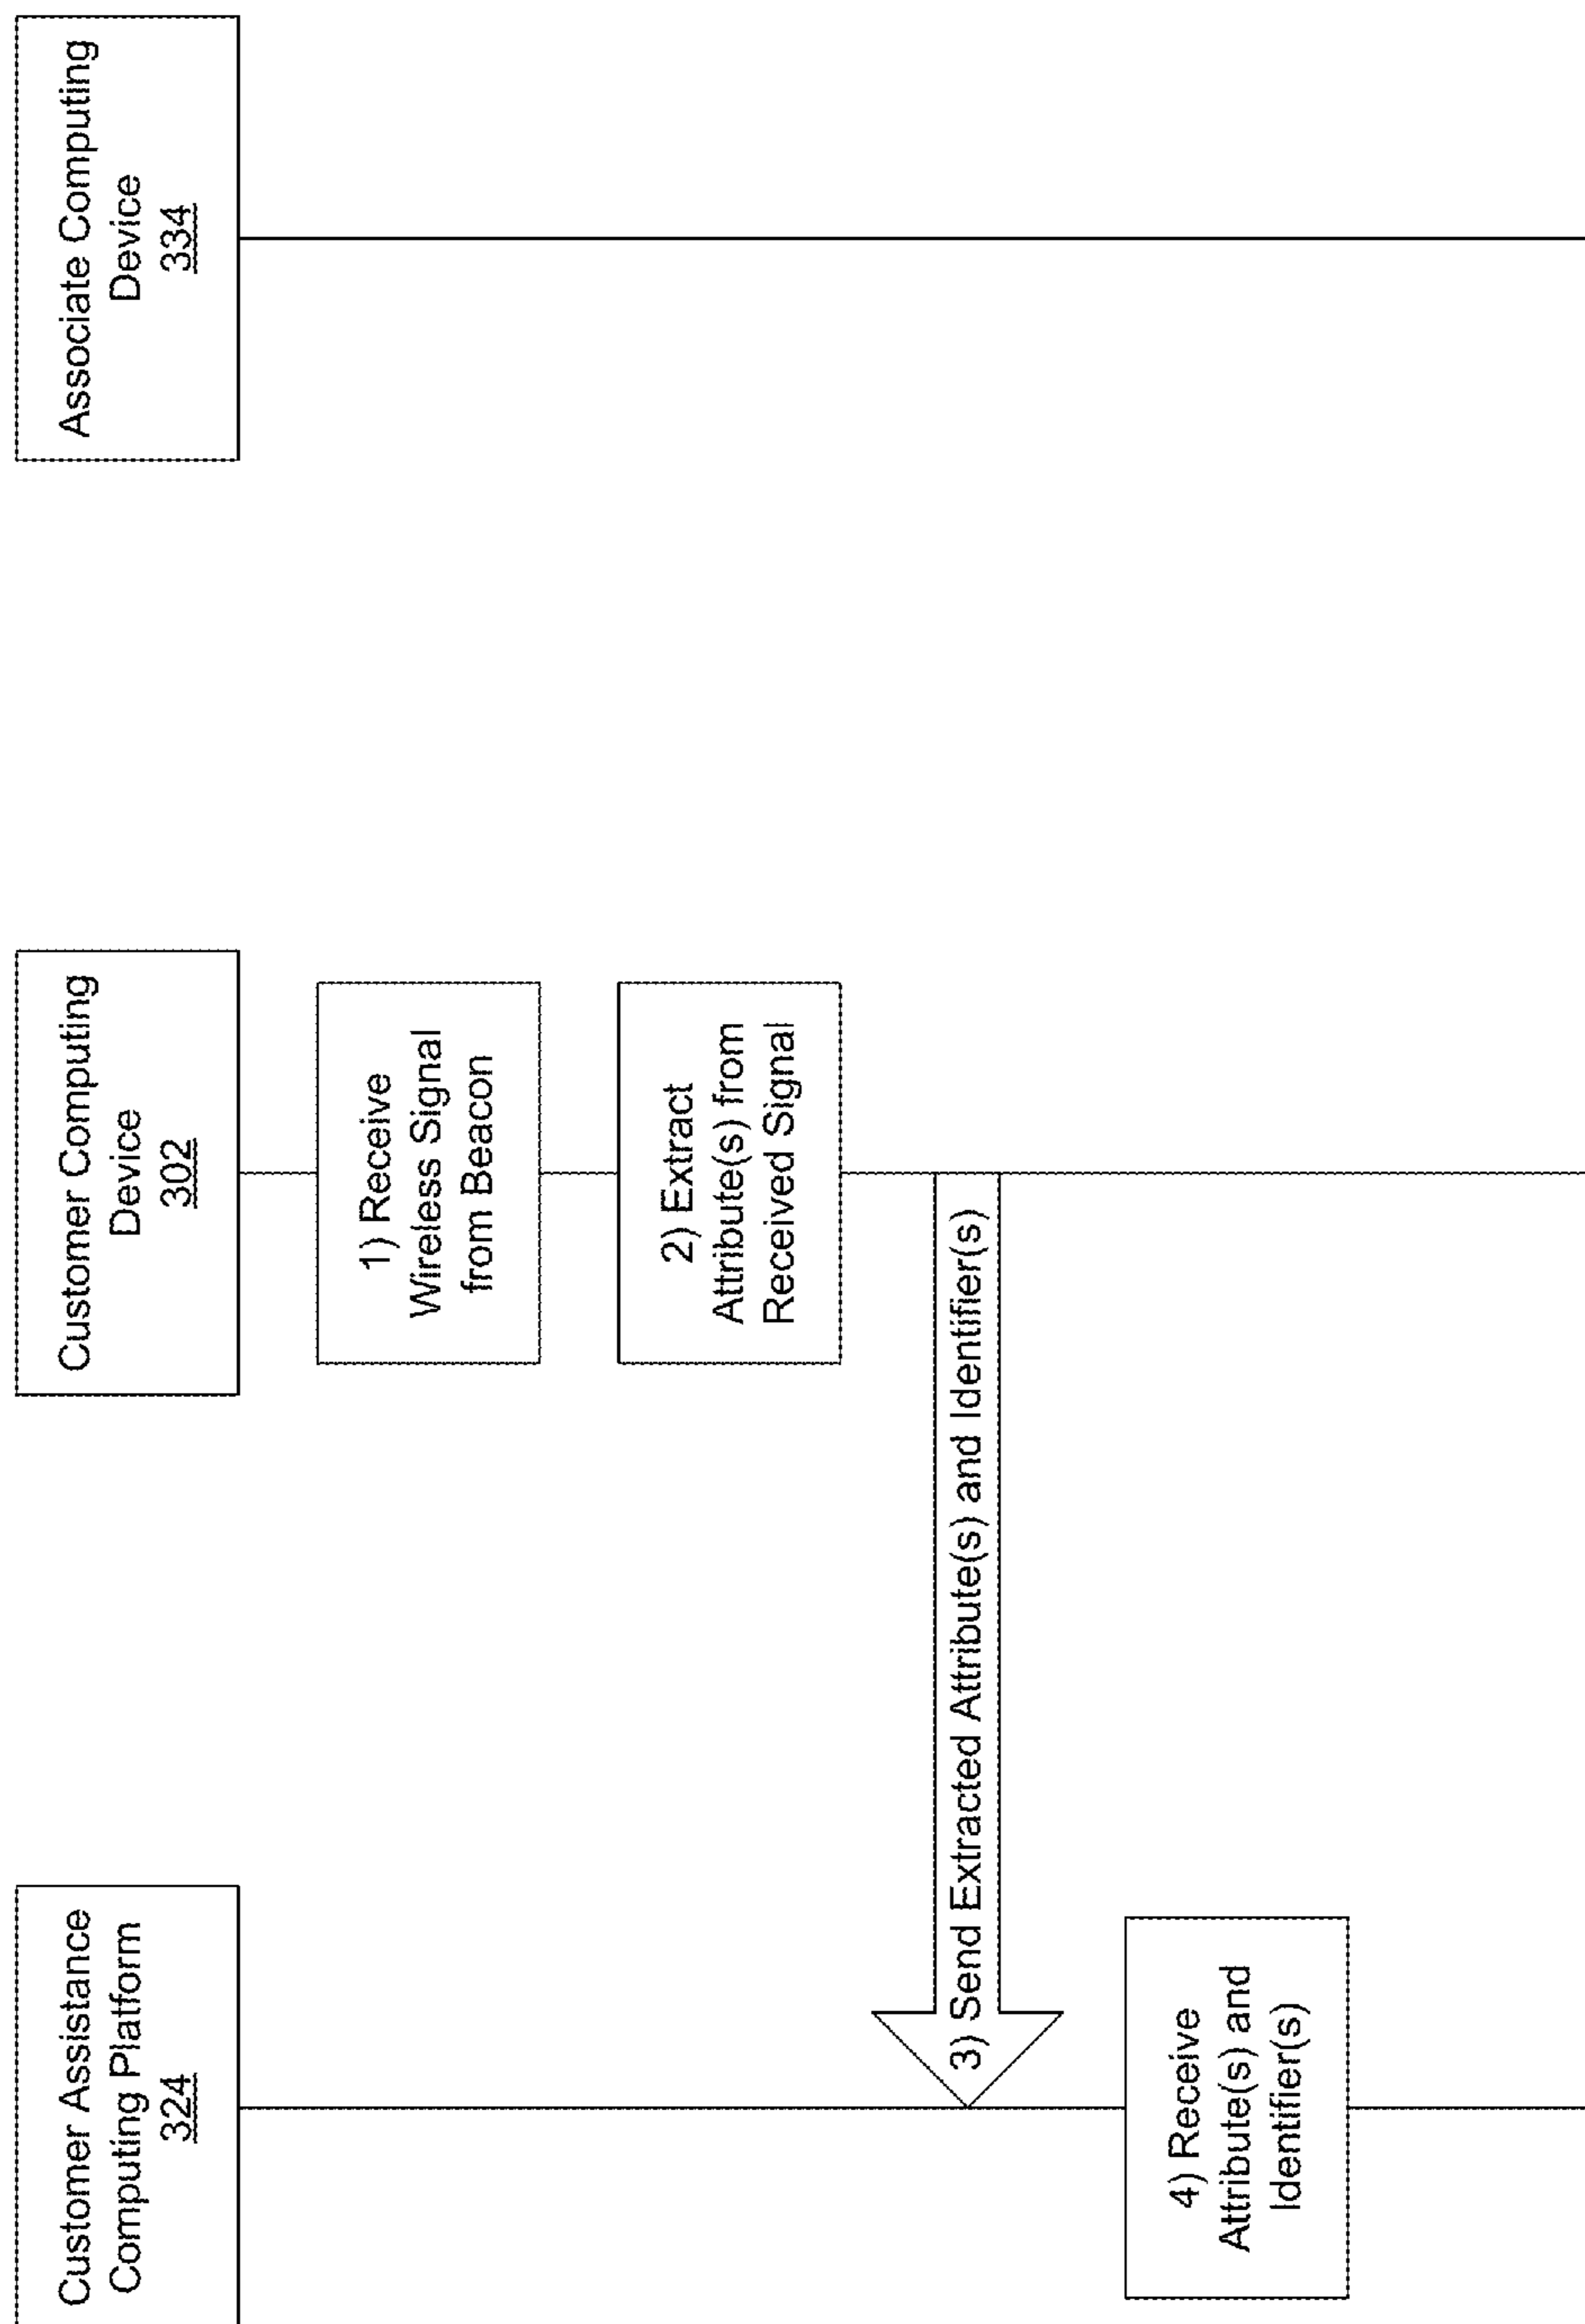 Customer Assistance
Computing Platform
324
Customer Computing
Device
302
Associate Computing
Device
334
1) Receive
Wireless Signal
from Beacon
2) Extract
Attribute(s) from
Received Signal
3) Send Extracted Attribute(s) and Identifier(s)
4) Receive
Attribute(s) and
Identifier(s)